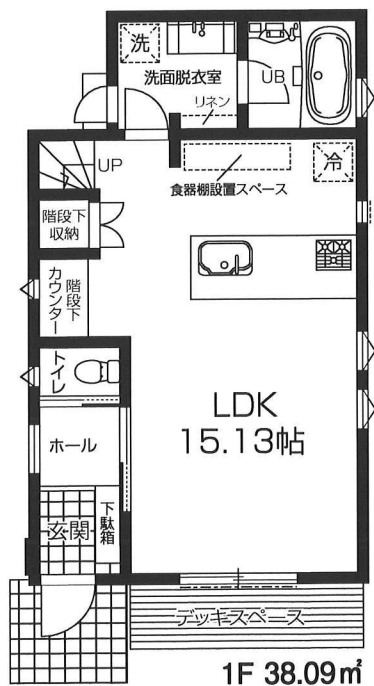 洗
洗面脱衣室
リネン
UB
UP
食器棚設置スペース
冷
階段下
収納
階段下
カウンター
トイレ
LDK
15.13帖
ホール
下駄箱
玄関
デッキスペース
1F 38.09㎡